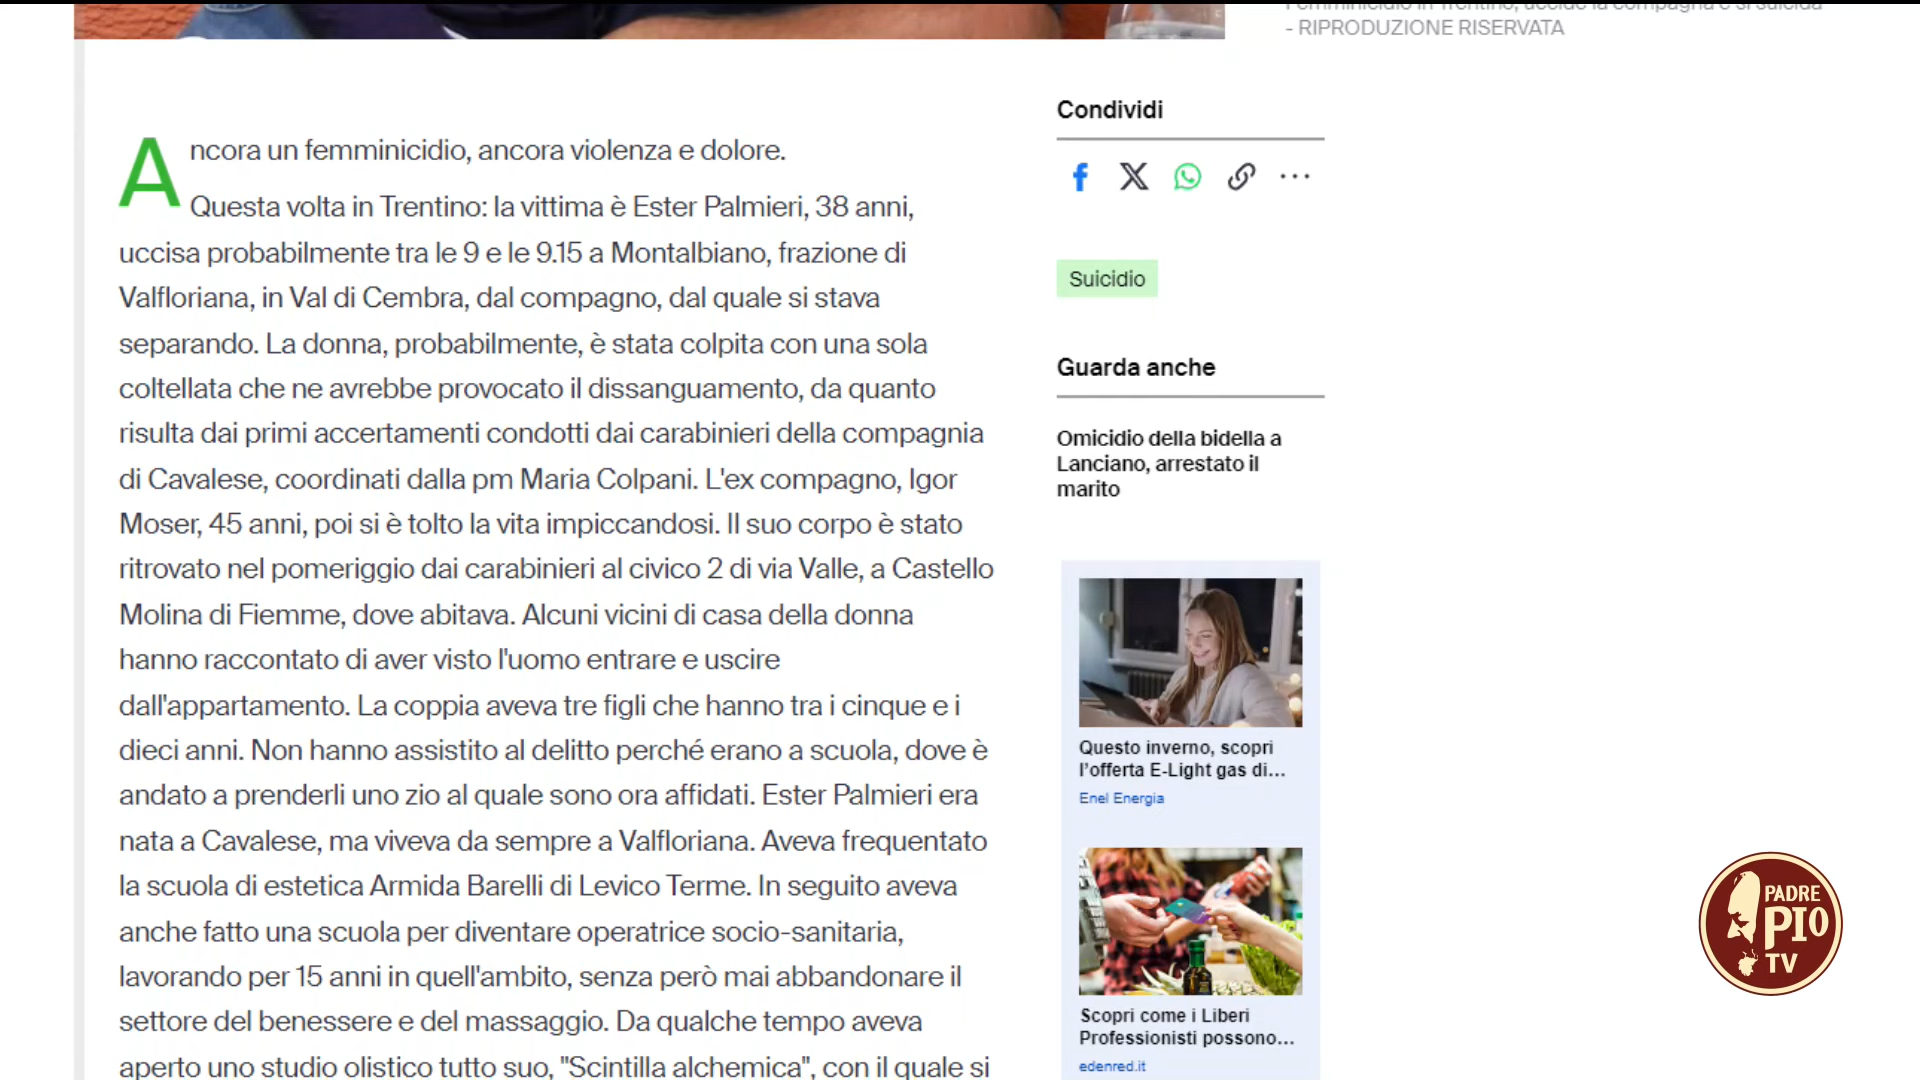 Femminicidio in Trentino, uccide la compagna e si suicida
- RIPRODUZIONE RISERVATA
Ancora un femminicidio, ancora violenza e dolore.
Questa volta in Trentino: la vittima è Ester Palmieri, 38 anni,
uccisa probabilmente tra le 9 e le 9.15 a Montalbiano, frazione di
Valfloriana, in Val di Cembra, dal compagno, dal quale si stava
separando. La donna, probabilmente, è stata colpita con una sola
coltellata che ne avrebbe provocato il dissanguamento, da quanto
risulta dai primi accertamenti condotti dai carabinieri della compagnia
di Cavalese, coordinati dalla pm Maria Colpani. L'ex compagno, Igor
Moser, 45 anni, poi si è tolto la vita impiccandosi. Il suo corpo è stato
ritrovato nel pomeriggio dai carabinieri al civico 2 di via Valle, a Castello
Molina di Fiemme, dove abitava. Alcuni vicini di casa della donna
hanno raccontato di aver visto l'uomo entrare e uscire
dall'appartamento. La coppia aveva tre figli che hanno tra i cinque e i
dieci anni. Non hanno assistito al delitto perché erano a scuola, dove è
andato a prenderli uno zio al quale sono ora affidati. Ester Palmieri era
nata a Cavalese, ma viveva da sempre a Valfloriana. Aveva frequentato
la scuola di estetica Armida Barelli di Levico Terme. In seguito aveva
anche fatto una scuola per diventare operatrice socio-sanitaria,
lavorando per 15 anni in quell'ambito, senza però mai abbandonare il
settore del benessere e del massaggio. Da qualche tempo aveva
aperto uno studio olistico tutto suo, "Scintilla alchemica", con il quale si
Condividi
Suicidio
Guarda anche
Omicidio della bidella a
Lanciano, arrestato il
marito
Questo inverno, scopri
l'offerta E-Light gas di...
Enel Energia
Scopri come i Liberi
Professionisti possono...
edenred.it
PADRE
PIO
TV